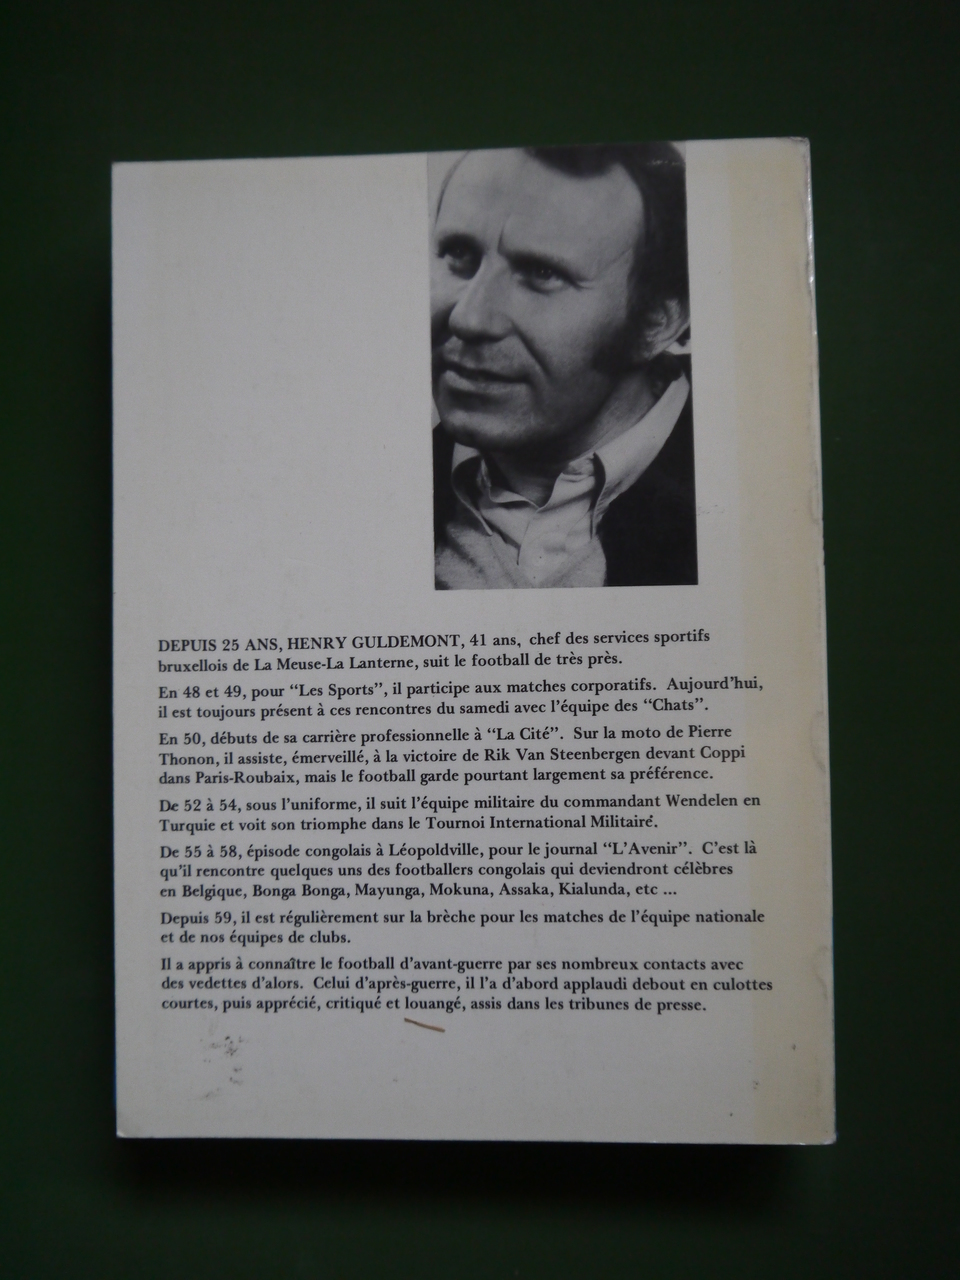 DEPUIS 25 ANS, HENRY GULDEMONT, 41 ans, chef des services sportifs
bruxellois de La Meuse-La Lanterne, suit le football de très près.
En 48 et 49, pour “Les Sports”, il participe aux matches corporatifs. Aujourd’hui,
il est toujours présent à ces rencontres du samedi avec l’équipe des “Chats”.
En 50, débuts de sa carrière professionnelle à “La Cité”. Sur la moto de Pierre
Thonon, il assiste, émerveillé, à la victoire de Rik Van Steenbergen devant Coppi
dans Paris-Roubaix, mais le football garde pourtant largement sa préférence.
De 52 à 54, sous l’uniforme, il suit l’équipe militaire du commandant Wendelen en
Turquie et voit son triomphe dans le Tournoi International Militaire.
De 55 à 58, épisode congolais à Léopoldville, pour le journal “L’Avenir”. C’est là
qu’il rencontre quelques uns des footballers congolais qui deviendront célèbres
en Belgique, Bonga Bonga, Mayunga, Mokuna, Assaka, Kialunda, etc ...
Depuis 59, il est régulièrement sur la brèche pour les matches de l’équipe nationale
et de nos équipes de clubs.
Il a appris à connaître le football d’avant-guerre par ses nombreux contacts avec
des vedettes d’alors. Celui d’après-guerre, il l’a d’abord applaudi debout en culottes
courtes, puis apprécié, critiqué et louangé, assis dans les tribunes de presse.